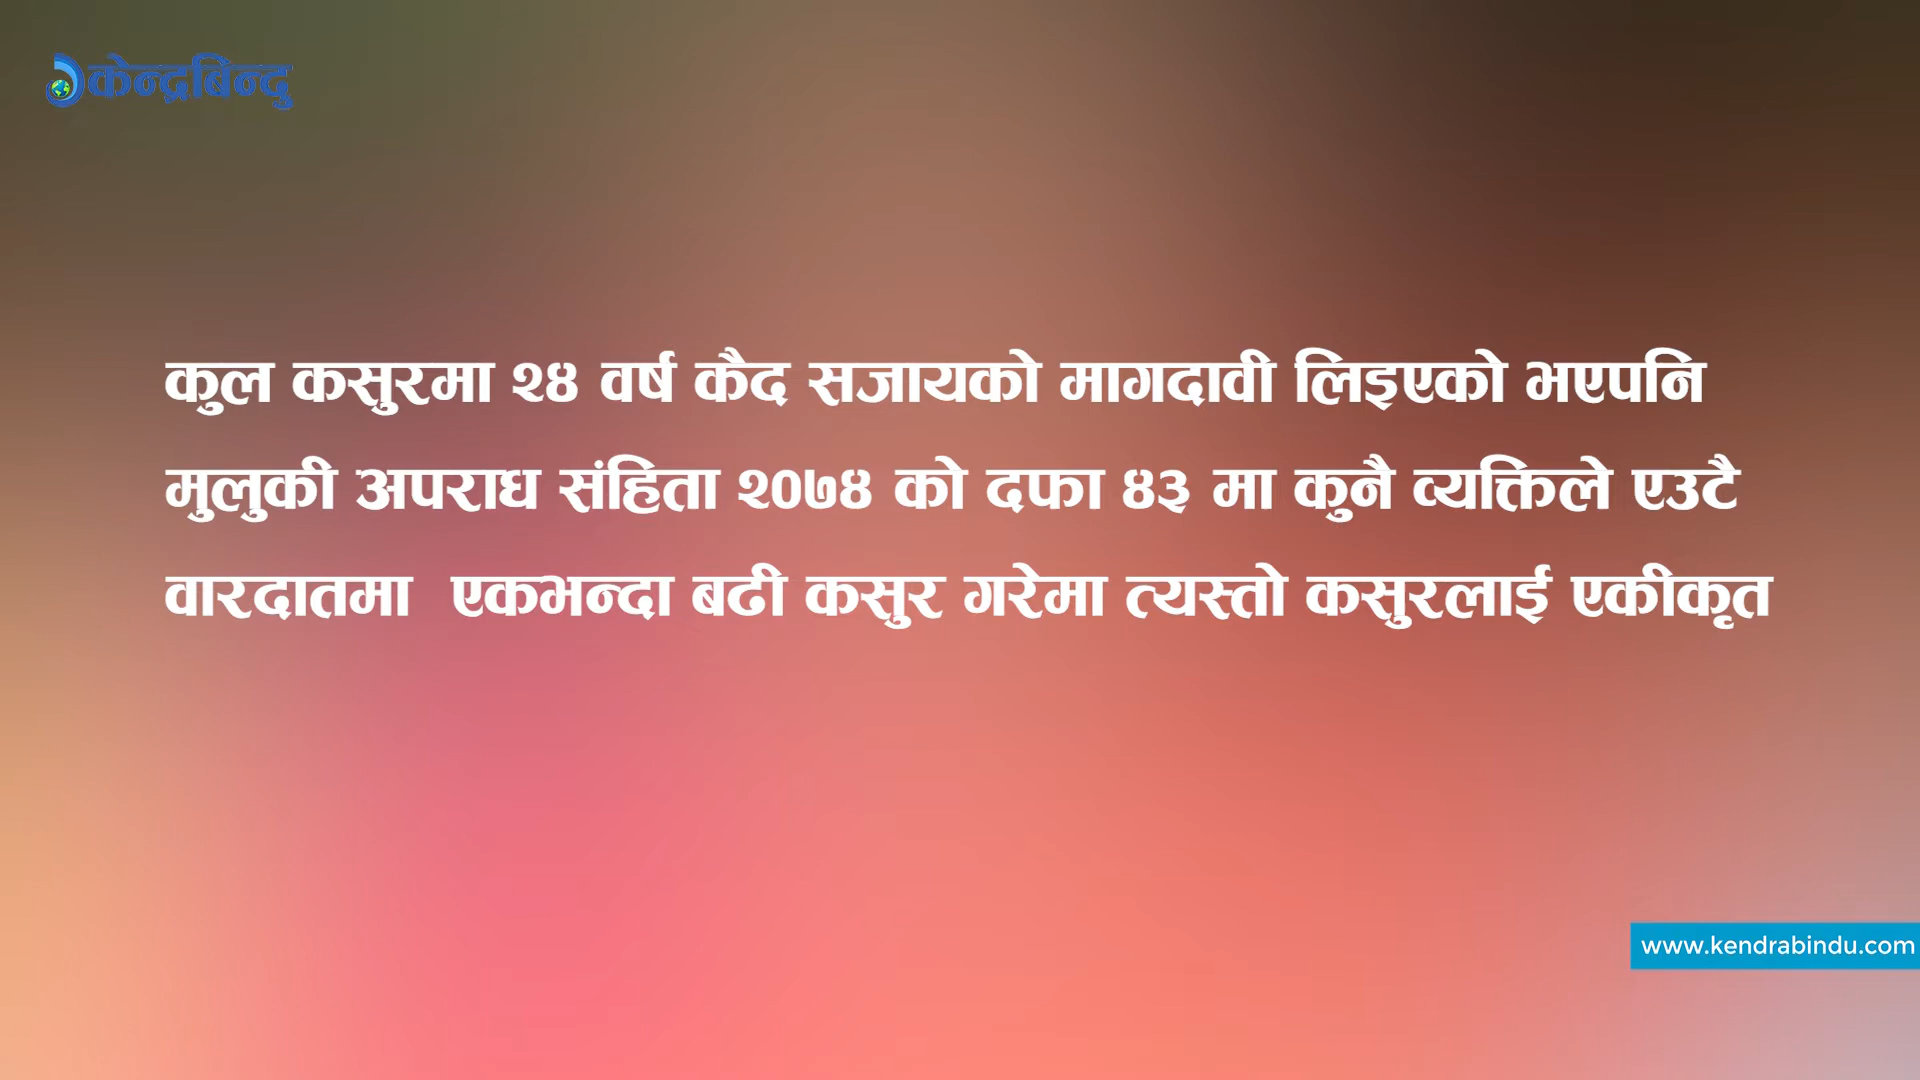 केन्द्रबिन्दु
कुल कसुरमा २४ वर्ष कैद सजायको मागदावी लिइएको भएपनि
मुलुकी अपराध संहिता २०७४ को दफा ४३ मा कुनै व्यक्तिले एउटै
वारदातमा एकभन्दा बढी कसुर गरेमा त्यस्तो कसुरलाई एकीकृत
www.kendrabindu.com